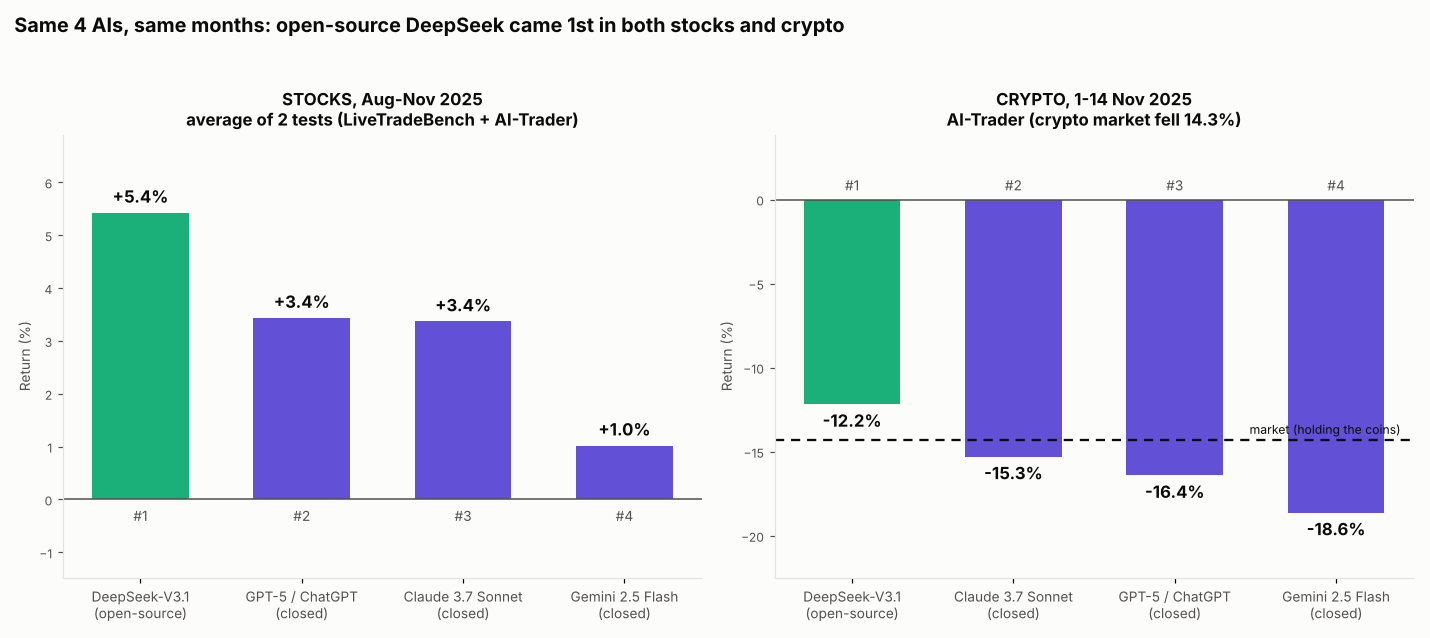 Same 4 AIs, same months: open-source DeepSeek came 1st in both stocks and crypto
STOCKS, Aug-Nov 2025
average of 2 tests (LiveTradeBench + AI-Trader)
Return (%)
6
5
4
3
2
1
0
−1
+5.4%
+3.4%
+3.4%
+1.0%
#1
#2
#3
#4
DeepSeek-V3.1
(open-source)
GPT-5 / ChatGPT
(closed)
Claude 3.7 Sonnet
(closed)
Gemini 2.5 Flash
(closed)
CRYPTO, 1-14 Nov 2025
AI-Trader (crypto market fell 14.3%)
Return (%)
0
−5
−10
−15
−20
#1
#2
#3
#4
-12.2%
-15.3%
-16.4%
-18.6%
market (holding the coins)
DeepSeek-V3.1
(open-source)
Claude 3.7 Sonnet
(closed)
GPT-5 / ChatGPT
(closed)
Gemini 2.5 Flash
(closed)